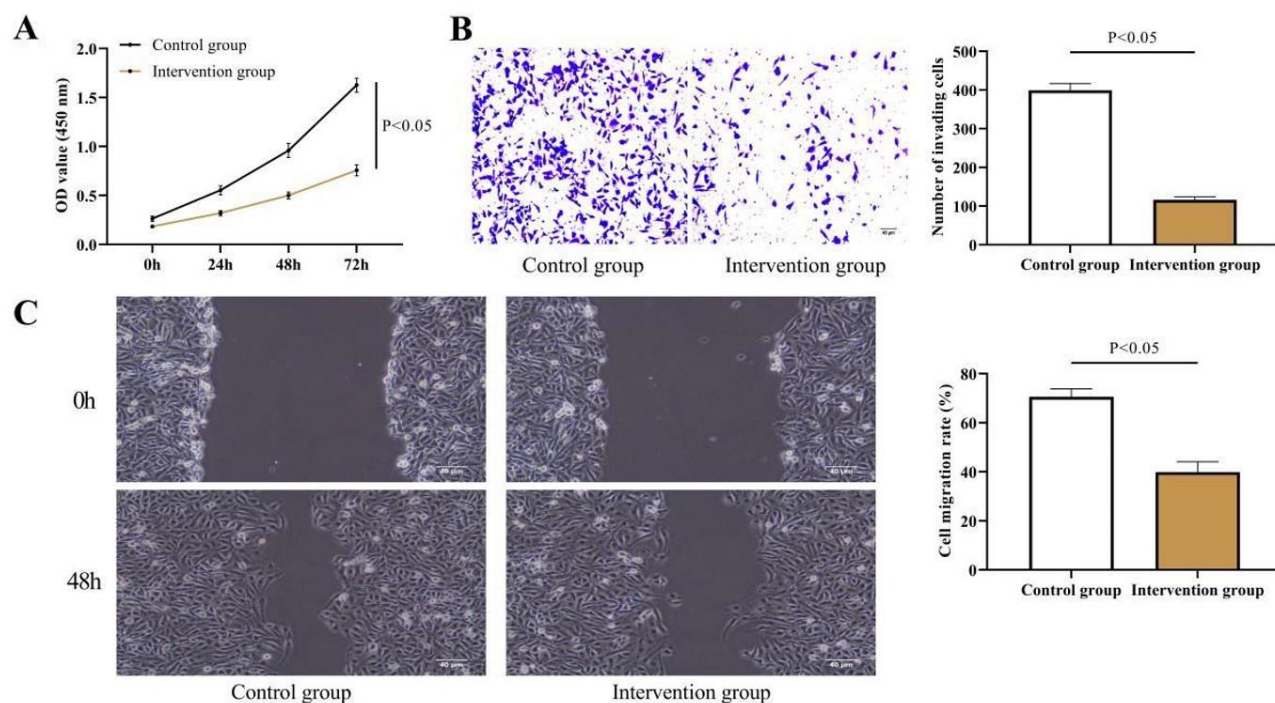 A
OD value (450 nm)
2.0
1.5
1.0
0.5
0.0
0h
24h
48h
72h
Control group
Intervention group
P<0.05
B
Control group
Intervention group
Number of invading cells
500
400
300
200
100
0
P<0.05
Control group
Intervention group
C
0h
40 μm
40 μm
48h
40 μm
40 μm
Control group
Intervention group
Cell migration rate (%)
80
60
40
20
0
P<0.05
Control group
Intervention group